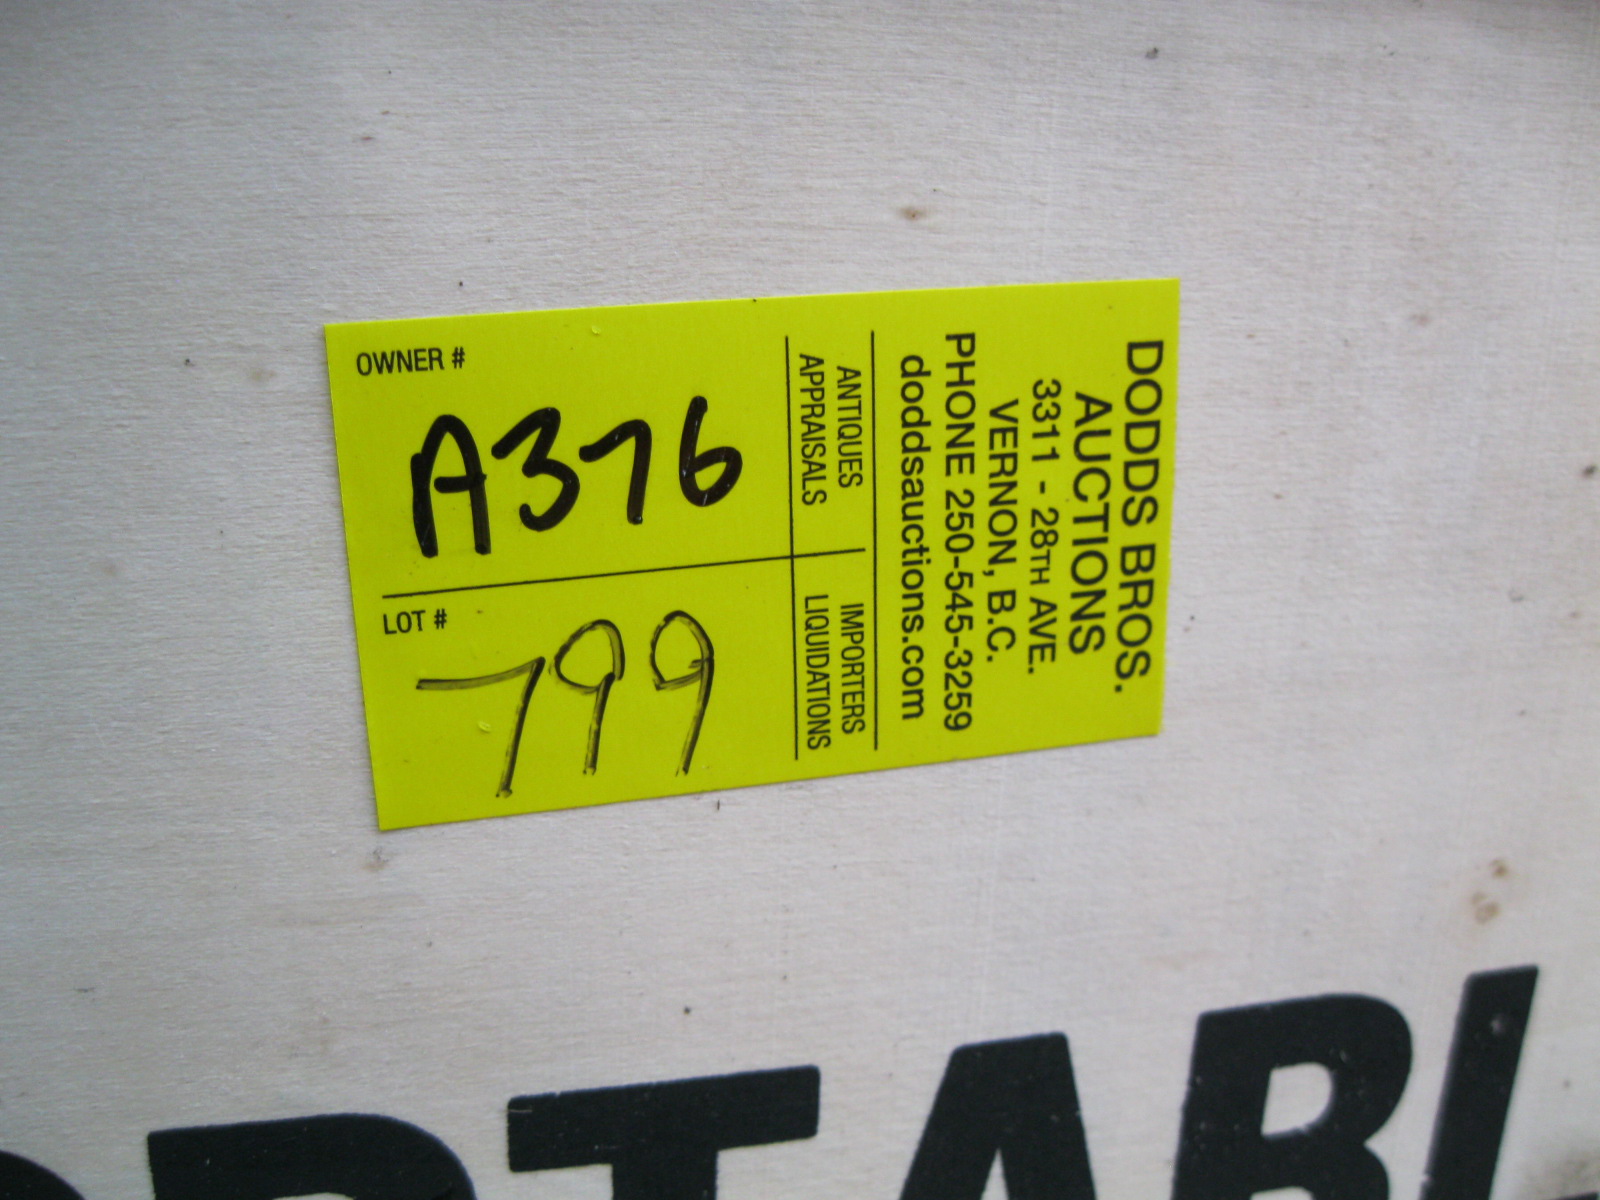 OWNER #
A376
LOT #
799
DODDS BROS.
AUCTIONS
3311 - 28TH AVE.
VERNON, B.C.
PHONE 250-545-3259
doddsauctions.com
ANTIQUES
APPRAISALS
IMPORTERS
LIQUIDATIONS